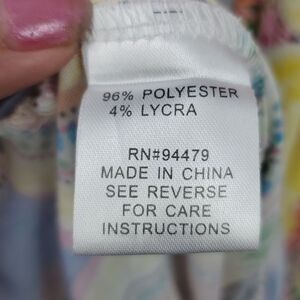 96% POLYESTER
4% LYCRA
RN#94479
MADE IN CHINA
SEE REVERSE
FOR CARE
INSTRUCTIONS